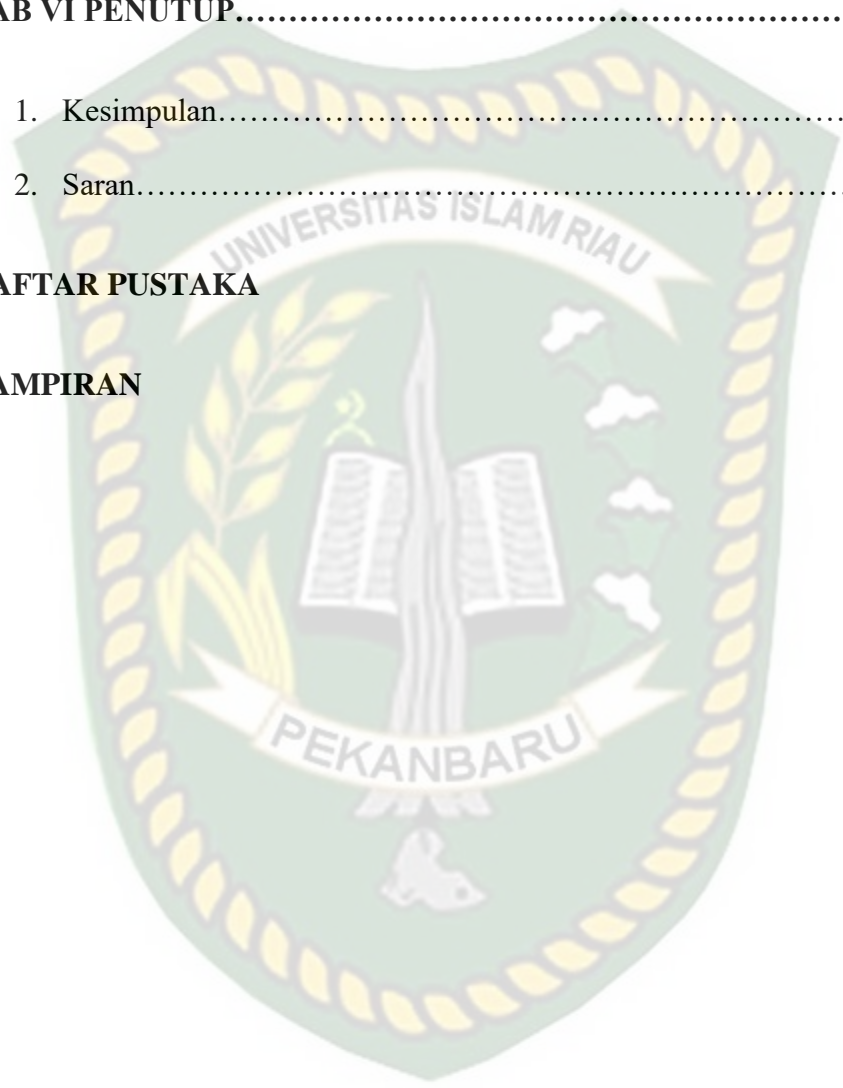 AB VI PENUTUP……………………………………………………………
1. Kesimpulan……………………………………………………………
2. Saran……………………………………………………………………
UNIVERSITAS ISLAM RIAU
AFTAR PUSTAKA
AMPIRAN
PEKANBARU